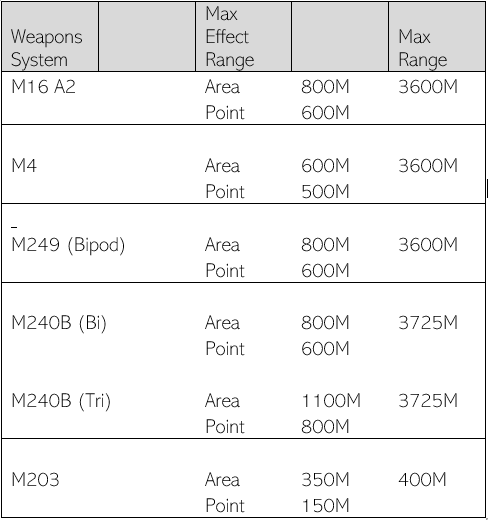 Max
Weapons Effect Max
System Range Range
M16 A2 Area 800M 3600M
Point 600M
M4 Area 600M 3600M
Point 500M
M249 (Bipod) Area 800M 3600M
Point 600M
M240B (Bi) Area 800M 3725M
Point 600M
M240B (Tri) Area 1100M 3725M
Point 800M
M203 Area 350M 400M
Point 150M